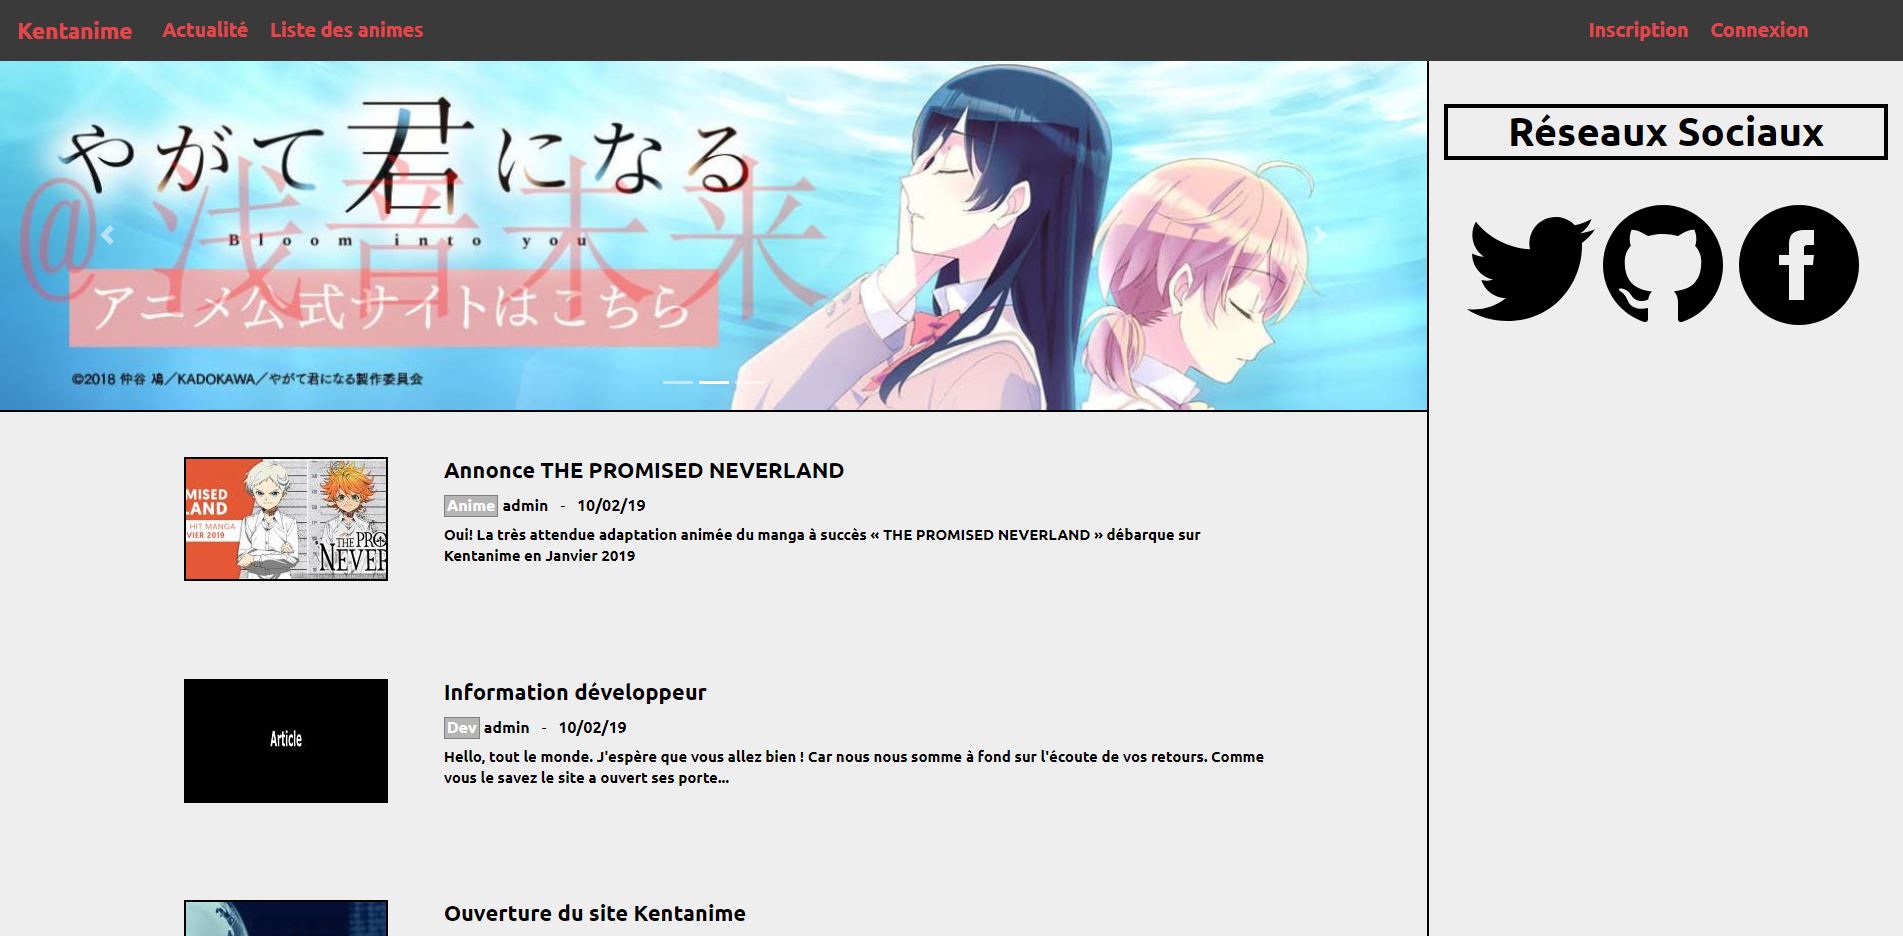 Kentanime Actualité Liste des animes Inscription Connexion
やがて君になる
Bloom into you
@浅音未来
アニメ公式サイトはこちら
©2018 仲谷 鳰／KADOKAWA／やがて君になる製作委員会
Réseaux Sociaux
MISED
LAND
HIT MANGA
VIER 2019
THE PRO
NEVER
Annonce THE PROMISED NEVERLAND
Anime admin - 10/02/19
Oui! La très attendue adaptation animée du manga à succès « THE PROMISED NEVERLAND » débarque sur
Kentanime en Janvier 2019
Article
Information développeur
Dev admin - 10/02/19
Hello, tout le monde. J'espère que vous allez bien ! Car nous nous somme à fond sur l'écoute de vos retours. Comme
vous le savez le site a ouvert ses porte...
Ouverture du site Kentanime